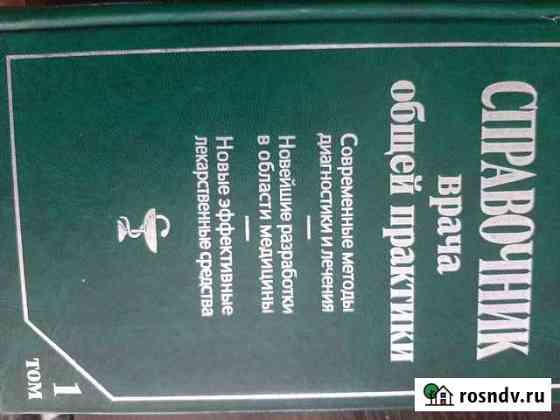 СПРАВОЧНИК
врача
общей практики
Современные методы
диагностики и лечения
Новейшие разработки
в области медицины
Новые эффективные
лекарственные средства
1
ТОМ
rosndv.ru